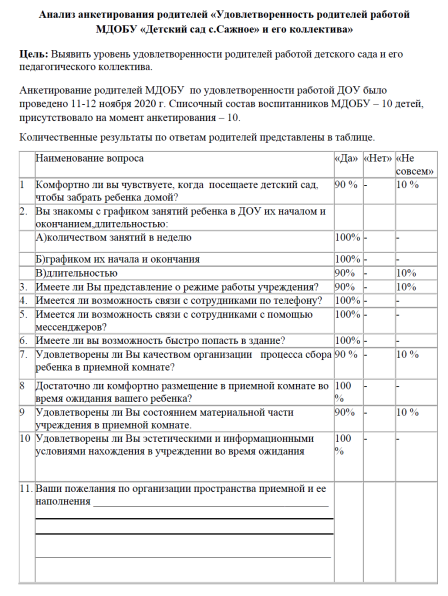 Анализ анкетирования родителей «Удовлетворенность родителей работой
МДОБУ «Детский сад с.Сажное» и его коллектива»
Цель: Выявить уровень удовлетворенности родителей работой детского сада и его
педагогического коллектива.
Анкетирование родителей МДОБУ по удовлетворенности работой ДОУ было
проведено 11-12 ноября 2020 г. Списочный состав воспитанников МДОБУ – 10 детей,
присутствовало на момент анкетирования – 10.
Количественные результаты по ответам родителей представлены в таблице.
Наименование вопроса «Да» «Нет» «Не
совсем»
1 Комфортно ли вы чувствуете, когда посещаете детский сад, 90 % - 10 %
чтобы забрать ребенка домой?
2. Вы знакомы с графиком занятий ребенка в ДОУ их началом и
окончанием,длительностью:
А)количеством занятий в неделю 100% - -
Б)графиком их начала и окончания 100% - -
В)длительностью 90% - 10%
3. Имеете ли Вы представление о режиме работы учреждения? 90% - 10%
4. Имеется ли возможность связи с сотрудниками по телефону? 100% - -
5. Имеется ли возможность связи с сотрудниками с помощью 100% - -
мессенджеров?
6. Имеете ли вы возможность быстро попасть в здание? 100% - -
7. Удовлетворены ли Вы качеством организации процесса сбора 90 % - 10 %
ребенка в приемной комнате?
8 Достаточно ли комфортно размещение в приемной комнате во 100 - -
время ожидания вашего ребенка? %
9 Удовлетворены ли Вы состоянием материальной части 90% - 10 %
учреждения в приемной комнате.
10 Удовлетворены ли Вы эстетическими и информационными 100 - -
условиями нахождения в учреждении во время ожидания %
11. Ваши пожелания по организации пространства приемной и ее
наполнения